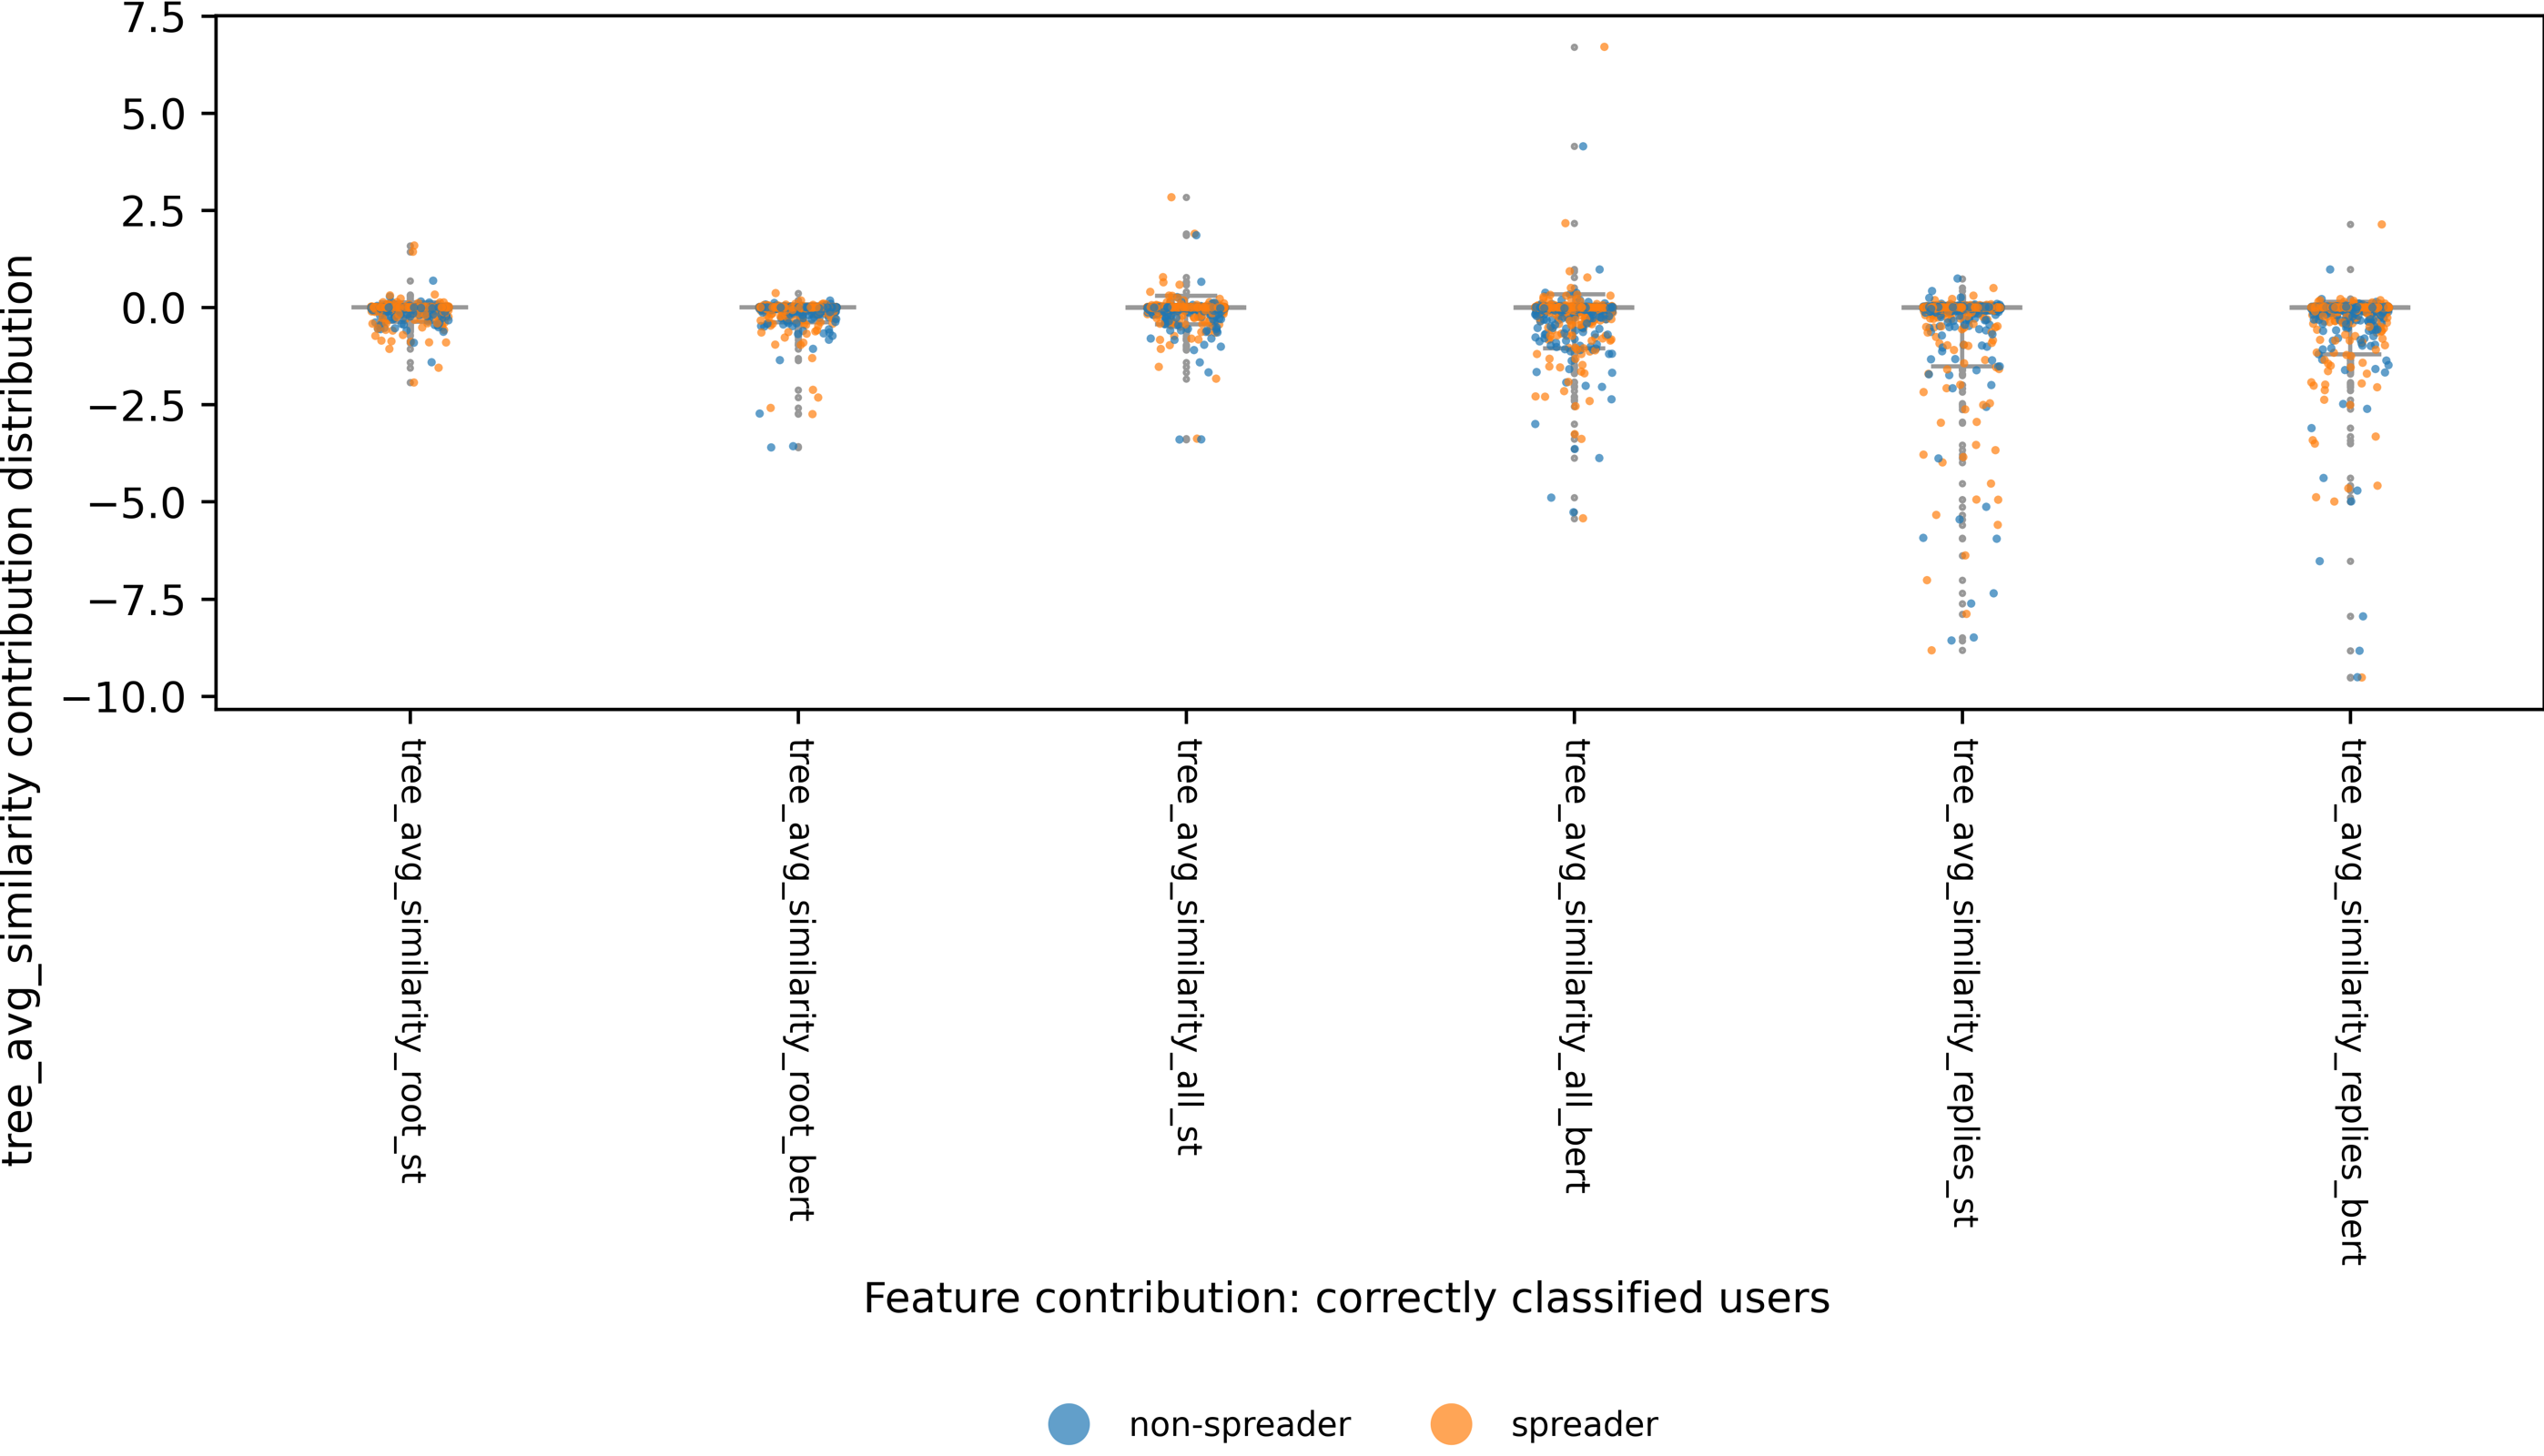 tree_avg_similarity contribution distribution
7.5
5.0
2.5
0.0
−2.5
−5.0
−7.5
−10.0
tree_avg_similarity_root_st
tree_avg_similarity_root_bert
tree_avg_similarity_all_st
tree_avg_similarity_all_bert
tree_avg_similarity_replies_st
tree_avg_similarity_replies_bert
Feature contribution: correctly classified users
non-spreader
spreader